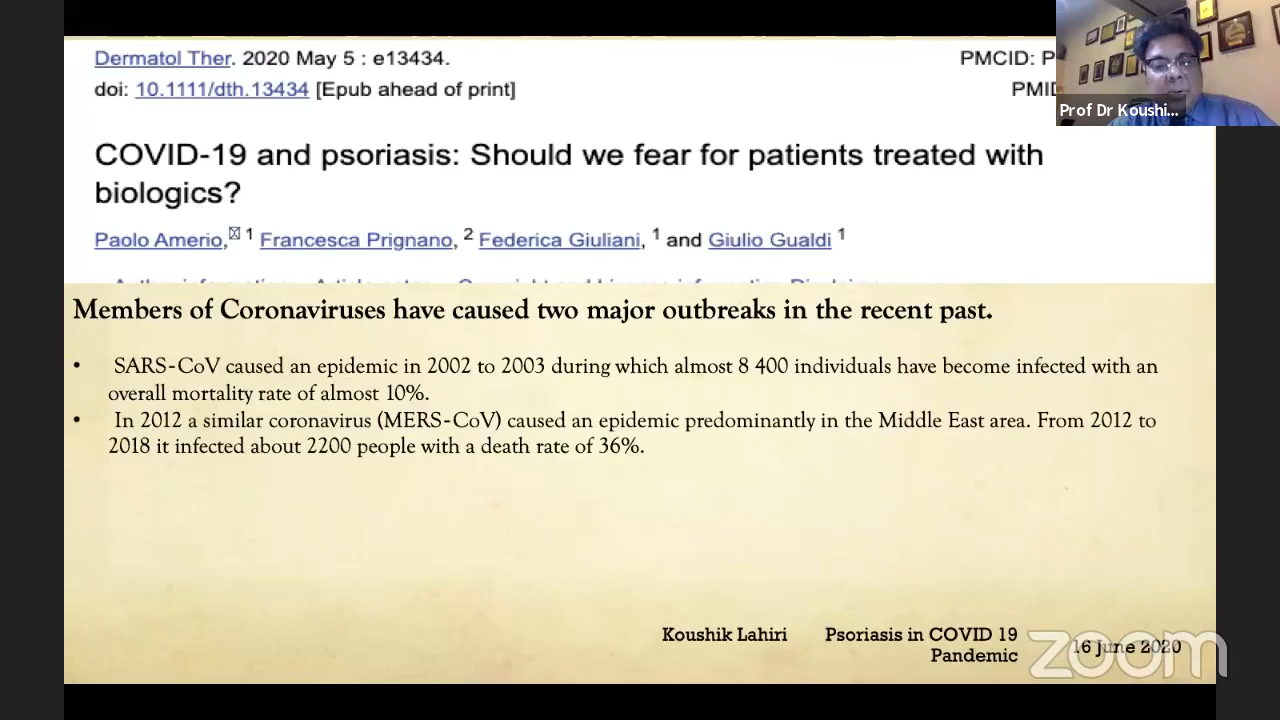 Dermatol Ther. 2020 May 5 : e13434.
PMCID: P
doi: 10.1111/dth.13434 [Epub ahead of print]
PMID
Prof Dr Koushi...
COVID-19 and psoriasis: Should we fear for patients treated with
biologics?
Paolo Amerio, 1 Francesca Prignano, 2 Federica Giuliani, 1 and Giulio Gualdi 1
Members of Coronaviruses have caused two major outbreaks in the recent past.
• SARS-CoV caused an epidemic in 2002 to 2003 during which almost 8 400 individuals have become infected with an
overall mortality rate of almost 10%.
• In 2012 a similar coronavirus (MERS-CoV) caused an epidemic predominantly in the Middle East area. From 2012 to
2018 it infected about 2200 people with a death rate of 36%.
Koushik Lahiri
Psoriasis in COVID 19
Pandemic
16 June 2020
zoom